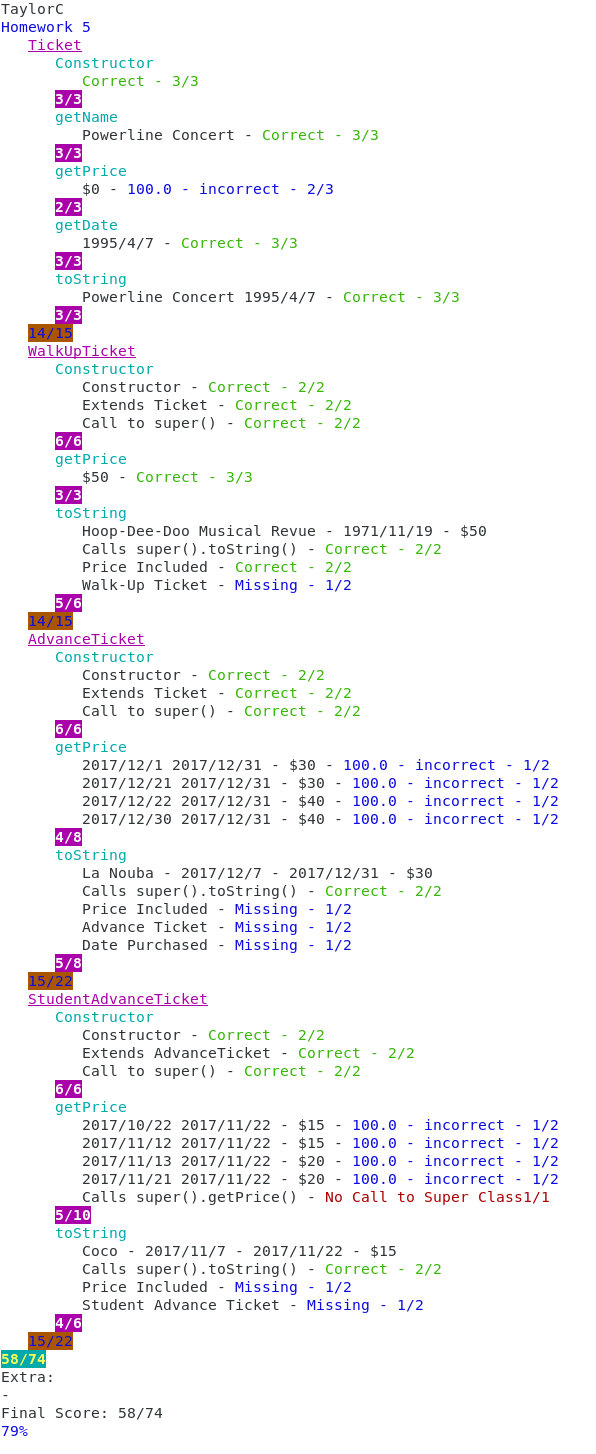 TaylorC
Homework 5
Ticket
Constructor
Correct - 3/3
3/3
getName
Powerline Concert - Correct - 3/3
3/3
getPrice
$0 - 100.0 - incorrect - 2/3
2/3
getDate
1995/4/7 - Correct - 3/3
3/3
toString
Powerline Concert 1995/4/7 - Correct - 3/3
3/3
14/15
WalkUpTicket
Constructor
Constructor - Correct - 2/2
Extends Ticket - Correct - 2/2
Call to super() - Correct - 2/2
6/6
getPrice
$50 - Correct - 3/3
3/3
toString
Hoop-Dee-Doo Musical Revue - 1971/11/19 - $50
Calls super().toString() - Correct - 2/2
Price Included - Correct - 2/2
Walk-Up Ticket - Missing - 1/2
5/6
14/15
AdvanceTicket
Constructor
Constructor - Correct - 2/2
Extends Ticket - Correct - 2/2
Call to super() - Correct - 2/2
6/6
getPrice
2017/12/1 2017/12/31 - $30 - 100.0 - incorrect - 1/2
2017/12/21 2017/12/31 - $30 - 100.0 - incorrect - 1/2
2017/12/22 2017/12/31 - $40 - 100.0 - incorrect - 1/2
2017/12/30 2017/12/31 - $40 - 100.0 - incorrect - 1/2
4/8
toString
La Nouba - 2017/12/7 - 2017/12/31 - $30
Calls super().toString() - Correct - 2/2
Price Included - Missing - 1/2
Advance Ticket - Missing - 1/2
Date Purchased - Missing - 1/2
5/8
15/22
StudentAdvanceTicket
Constructor
Constructor - Correct - 2/2
Extends AdvanceTicket - Correct - 2/2
Call to super() - Correct - 2/2
6/6
getPrice
2017/10/22 2017/11/22 - $15 - 100.0 - incorrect - 1/2
2017/11/12 2017/11/22 - $15 - 100.0 - incorrect - 1/2
2017/11/13 2017/11/22 - $20 - 100.0 - incorrect - 1/2
2017/11/21 2017/11/22 - $20 - 100.0 - incorrect - 1/2
Calls super().getPrice() - No Call to Super Class1/1
5/10
toString
Coco - 2017/11/7 - 2017/11/22 - $15
Calls super().toString() - Correct - 2/2
Price Included - Missing - 1/2
Student Advance Ticket - Missing - 1/2
4/6
15/22
58/74
Extra:
-
Final Score: 58/74
79%